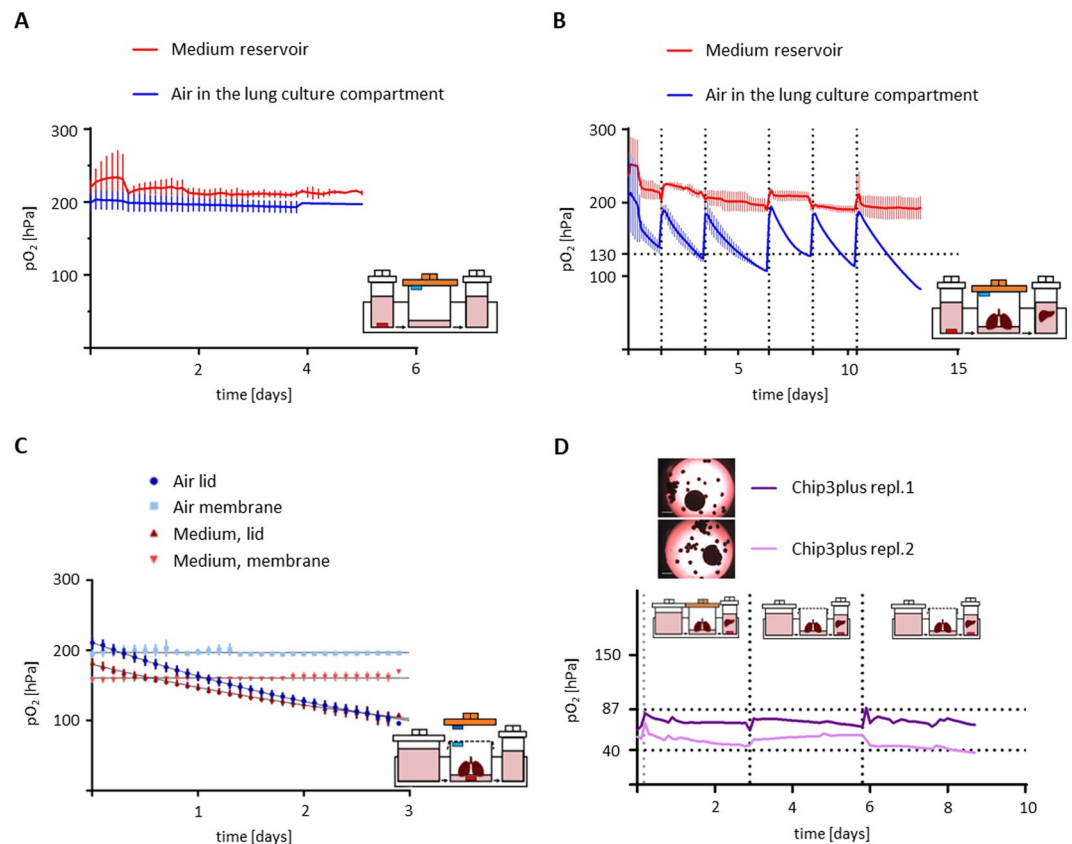 A
Medium reservoir
Air in the lung culture compartment
300
200
100
pO₂ [hPa]
2
4
6
time [days]
B
Medium reservoir
Air in the lung culture compartment
300
200
130
100
pO₂ [hPa]
5
10
15
time [days]
C
Air lid
Air membrane
Medium, lid
Medium, membrane
300
200
100
pO₂ [hPa]
1
2
3
time [days]
D
Chip3plus repl.1
Chip3plus repl.2
150
87
40
pO₂ [hPa]
2
4
6
8
10
time [days]